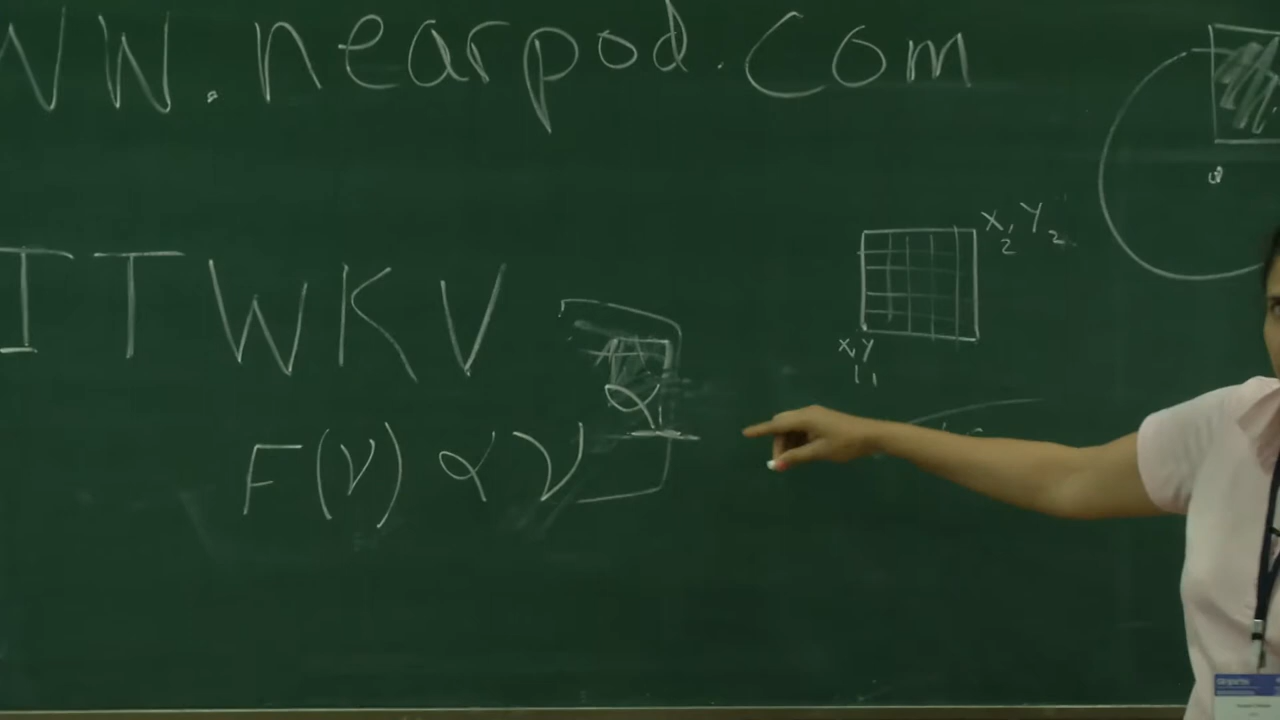 WW.nearpod.com
X₂, Y₂
ITWKV
X₁, Y₁
α
F(V) α V